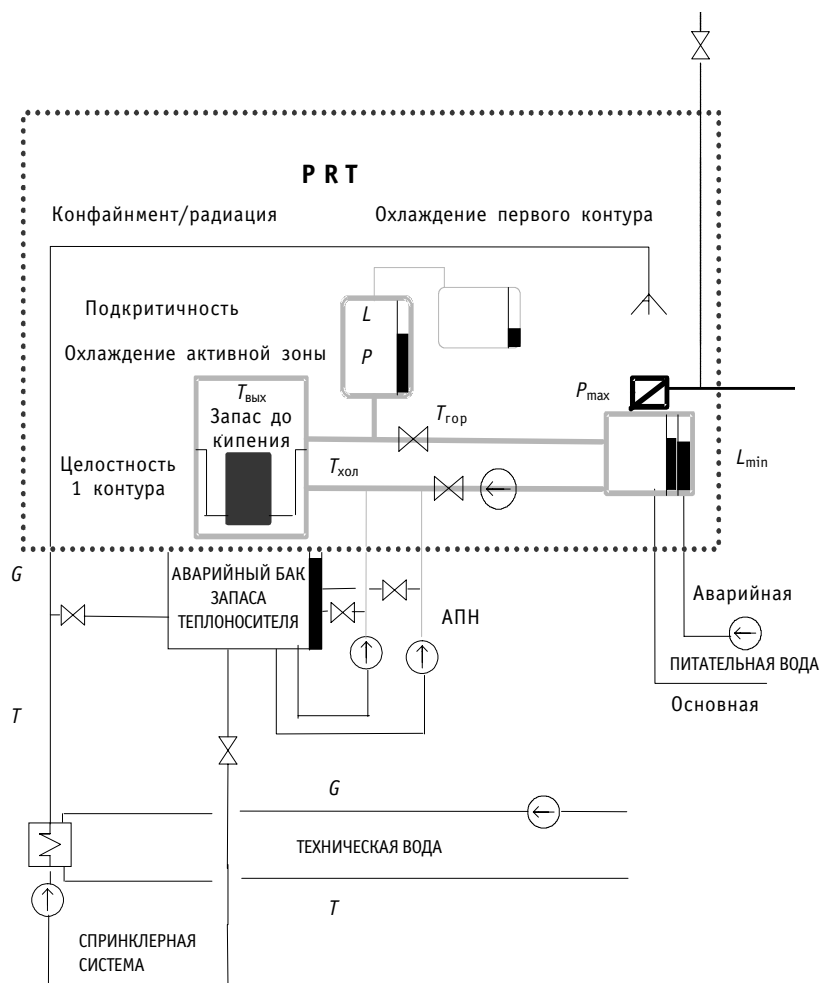 P R T
Конфайнмент/радиация
Охлаждение первого контура
Подкритичность
L
Охлаждение активной зоны
P
Tвых
Запас до
кипения
Tгор
Pmax
Целостность
1 контура
Tхол
Lmin
G
АВАРИЙНЫЙ БАК
ЗАПАСА
ТЕПЛОНОСИТЕЛЯ
АПН
Аварийная
ПИТАТЕЛЬНАЯ ВОДА
Основная
T
G
ТЕХНИЧЕСКАЯ ВОДА
T
СПРИНКЛЕРНАЯ
СИСТЕМА